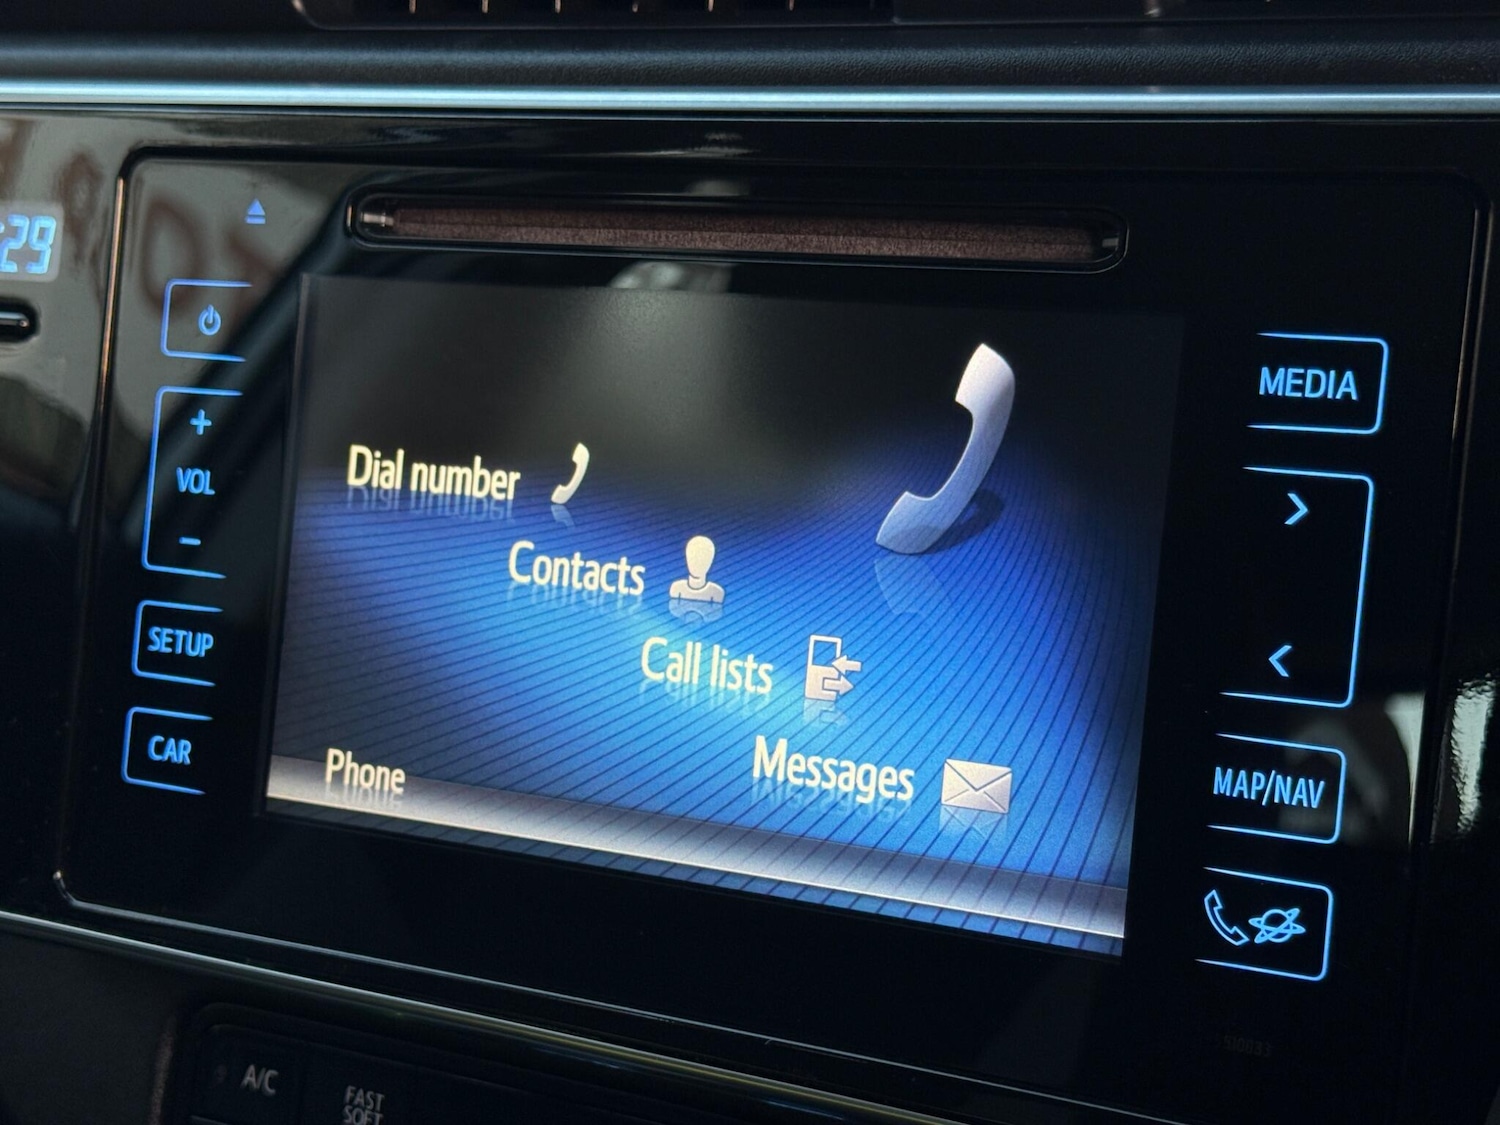 :29
VOL
SETUP
CAR
Dial number
Contacts
Call lists
Messages
Phone
MEDIA
MAP/NAV
A/C
FAST
SOFT